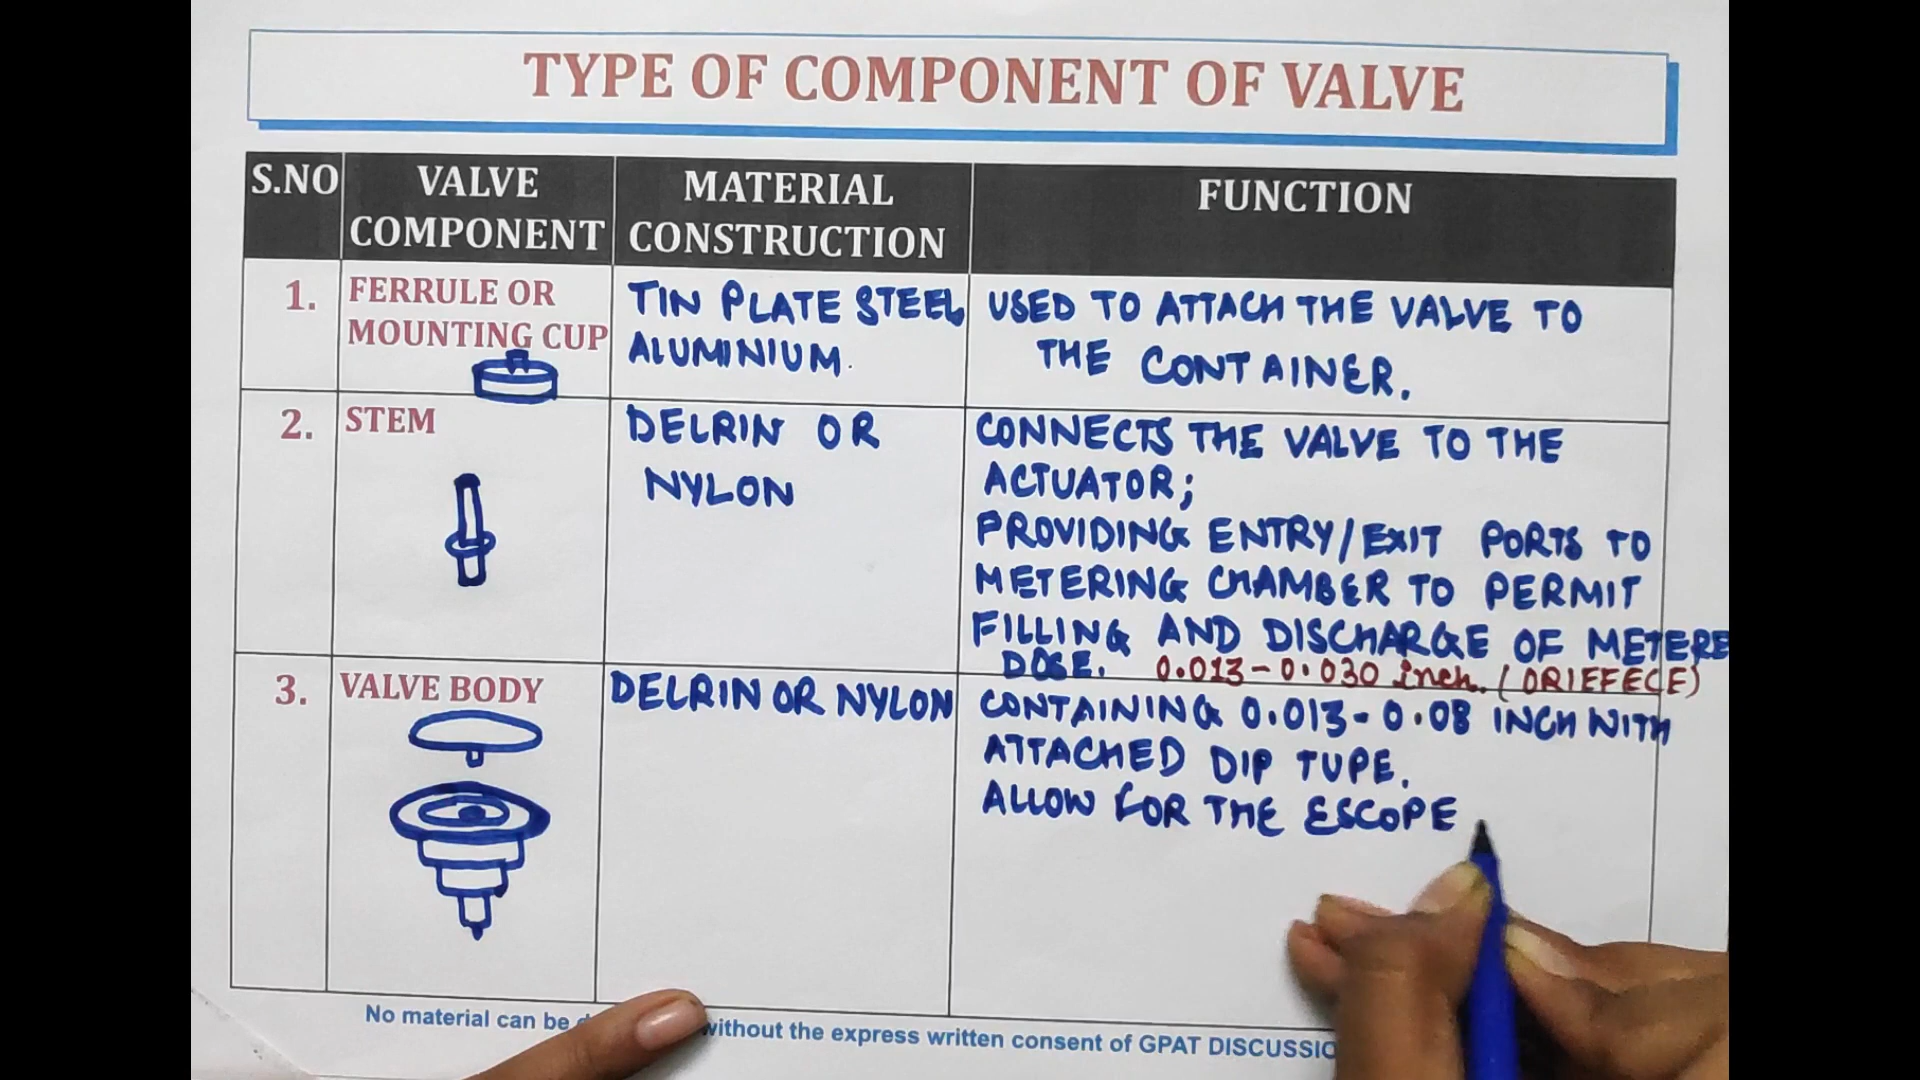 TYPE OF COMPONENT OF VALVE
S.NO
VALVE
COMPONENT
MATERIAL
CONSTRUCTION
FUNCTION
1.
FERRULE OR
MOUNTING CUP
TIN PLATE STEEL
ALUMINIUM.
USED TO ATTACH THE VALVE TO
THE CONTAINER.
2.
STEM
DELRIN OR
NYLON
CONNECTS THE VALVE TO THE
ACTUATOR;
PROVIDING ENTRY/EXIT PORTS TO
METERING CHAMBER TO PERMIT
FILLING AND DISCHARGE OF METERE
DOSE. 0.013-0.030 inch. (ORIEFECE)
3.
VALVE BODY
DELRIN OR NYLON
CONTAINING 0.013-0.08 INCH WITH
ATTACHED DIP TUPE.
ALLOW FOR THE ESCOPE
No material can be without the express written consent of GPAT DISCUSSIO